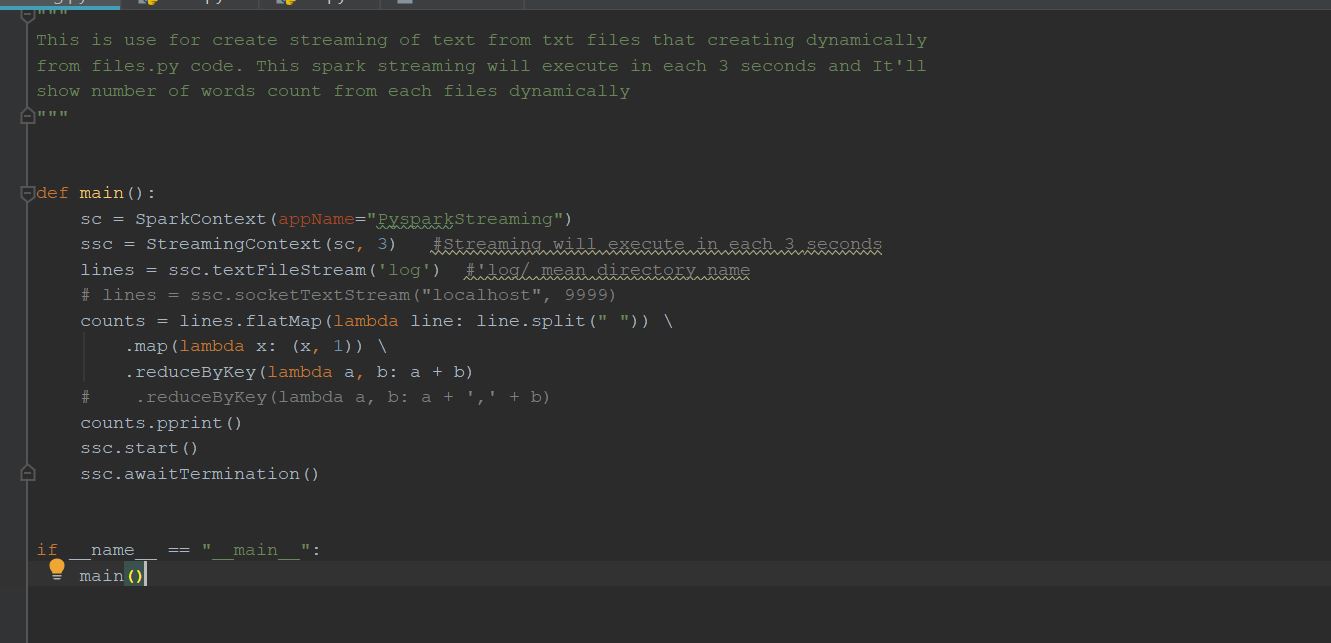 """
This is use for create streaming of text from txt files that creating dynamically
from files.py code. This spark streaming will execute in each 3 seconds and It'll
show number of words count from each files dynamically
"""
def main():
    sc = SparkContext(appName="PysparkStreaming")
    ssc = StreamingContext(sc, 3)   #Streaming will execute in each 3 seconds
    lines = ssc.textFileStream('log')  #'log/ mean directory name
    # lines = ssc.socketTextStream("localhost", 9999)
    counts = lines.flatMap(lambda line: line.split(" ")) \
        .map(lambda x: (x, 1)) \
        .reduceByKey(lambda a, b: a + b)
    #    .reduceByKey(lambda a, b: a + ',' + b)
    counts.pprint()
    ssc.start()
    ssc.awaitTermination()
if __name__ == "__main__":
    main()